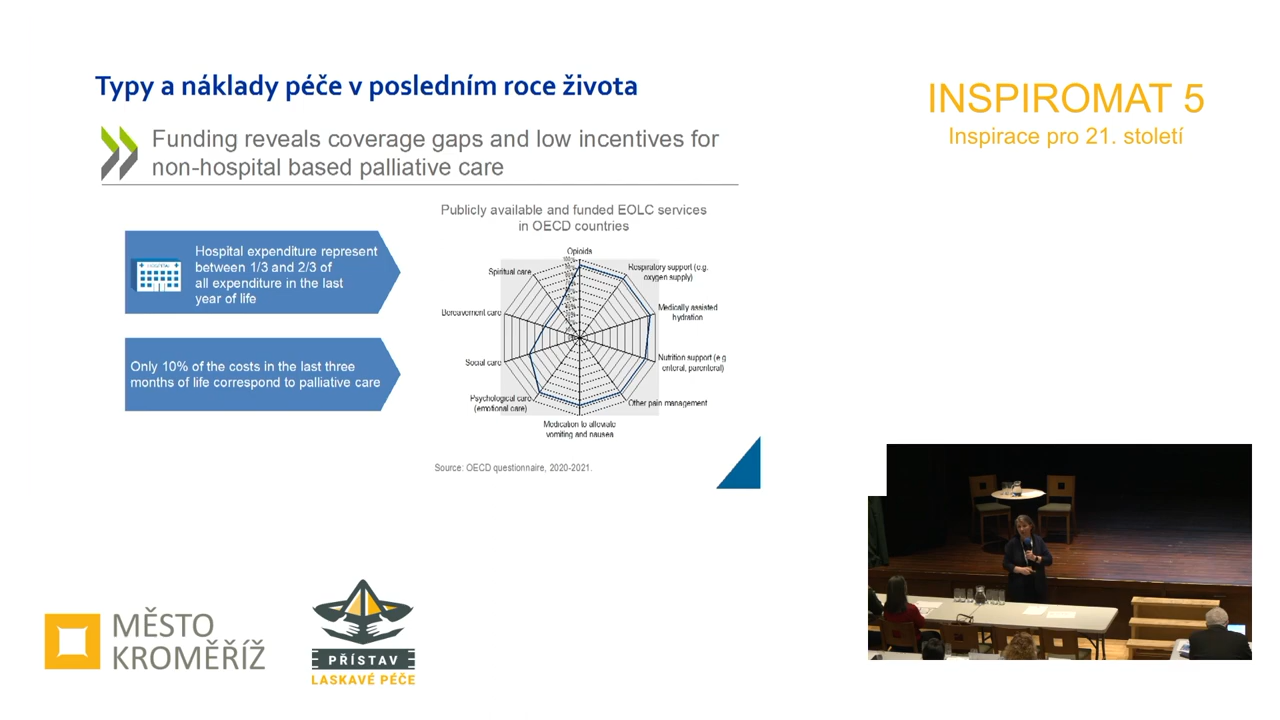 Typy a náklady péče v posledním roce života
INSPIROMAT 5
Inspirace pro 21. století
Funding reveals coverage gaps and low incentives for
non-hospital based palliative care
Hospital expenditure represent
between 1/3 and 2/3 of
all expenditure in the last
year of life
Only 10% of the costs in the last three
months of life correspond to palliative care
Publicly available and funded EOLC services
in OECD countries
Opioids
Respiratory support (e.g.
oxygen supply)
Medically assisted
hydration
Nutrition support (e.g
enteral, parenteral)
Other pain management
Medication to alleviate
vomiting and nausea
Psychological care
(emotional care)
Social care
Bereavement care
Spiritual care
Source: OECD questionnaire, 2020-2021.
MĚSTO
KROMĚŘÍŽ
PŘÍSTAV
LASKAVÉ PÉČE